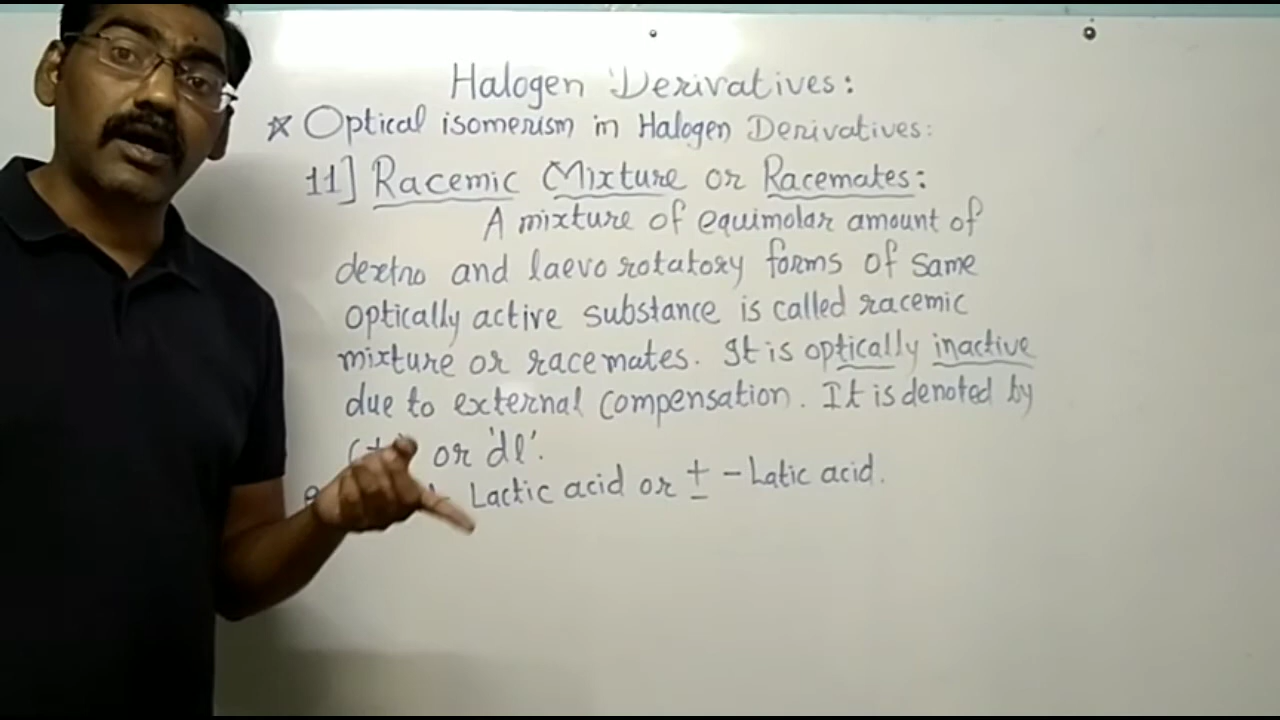 Halogen Derivatives:
☆ Optical isomerism in Halogen Derivatives:
11] Racemic Mixture or Racemates:
A mixture of equimolar amount of
dextro and laevo rotatory forms of same
optically active substance is called racemic
mixture or racemates. It is optically inactive
due to external compensation. It is denoted by
or 'dl'.
Lactic acid or ± - Latic acid.